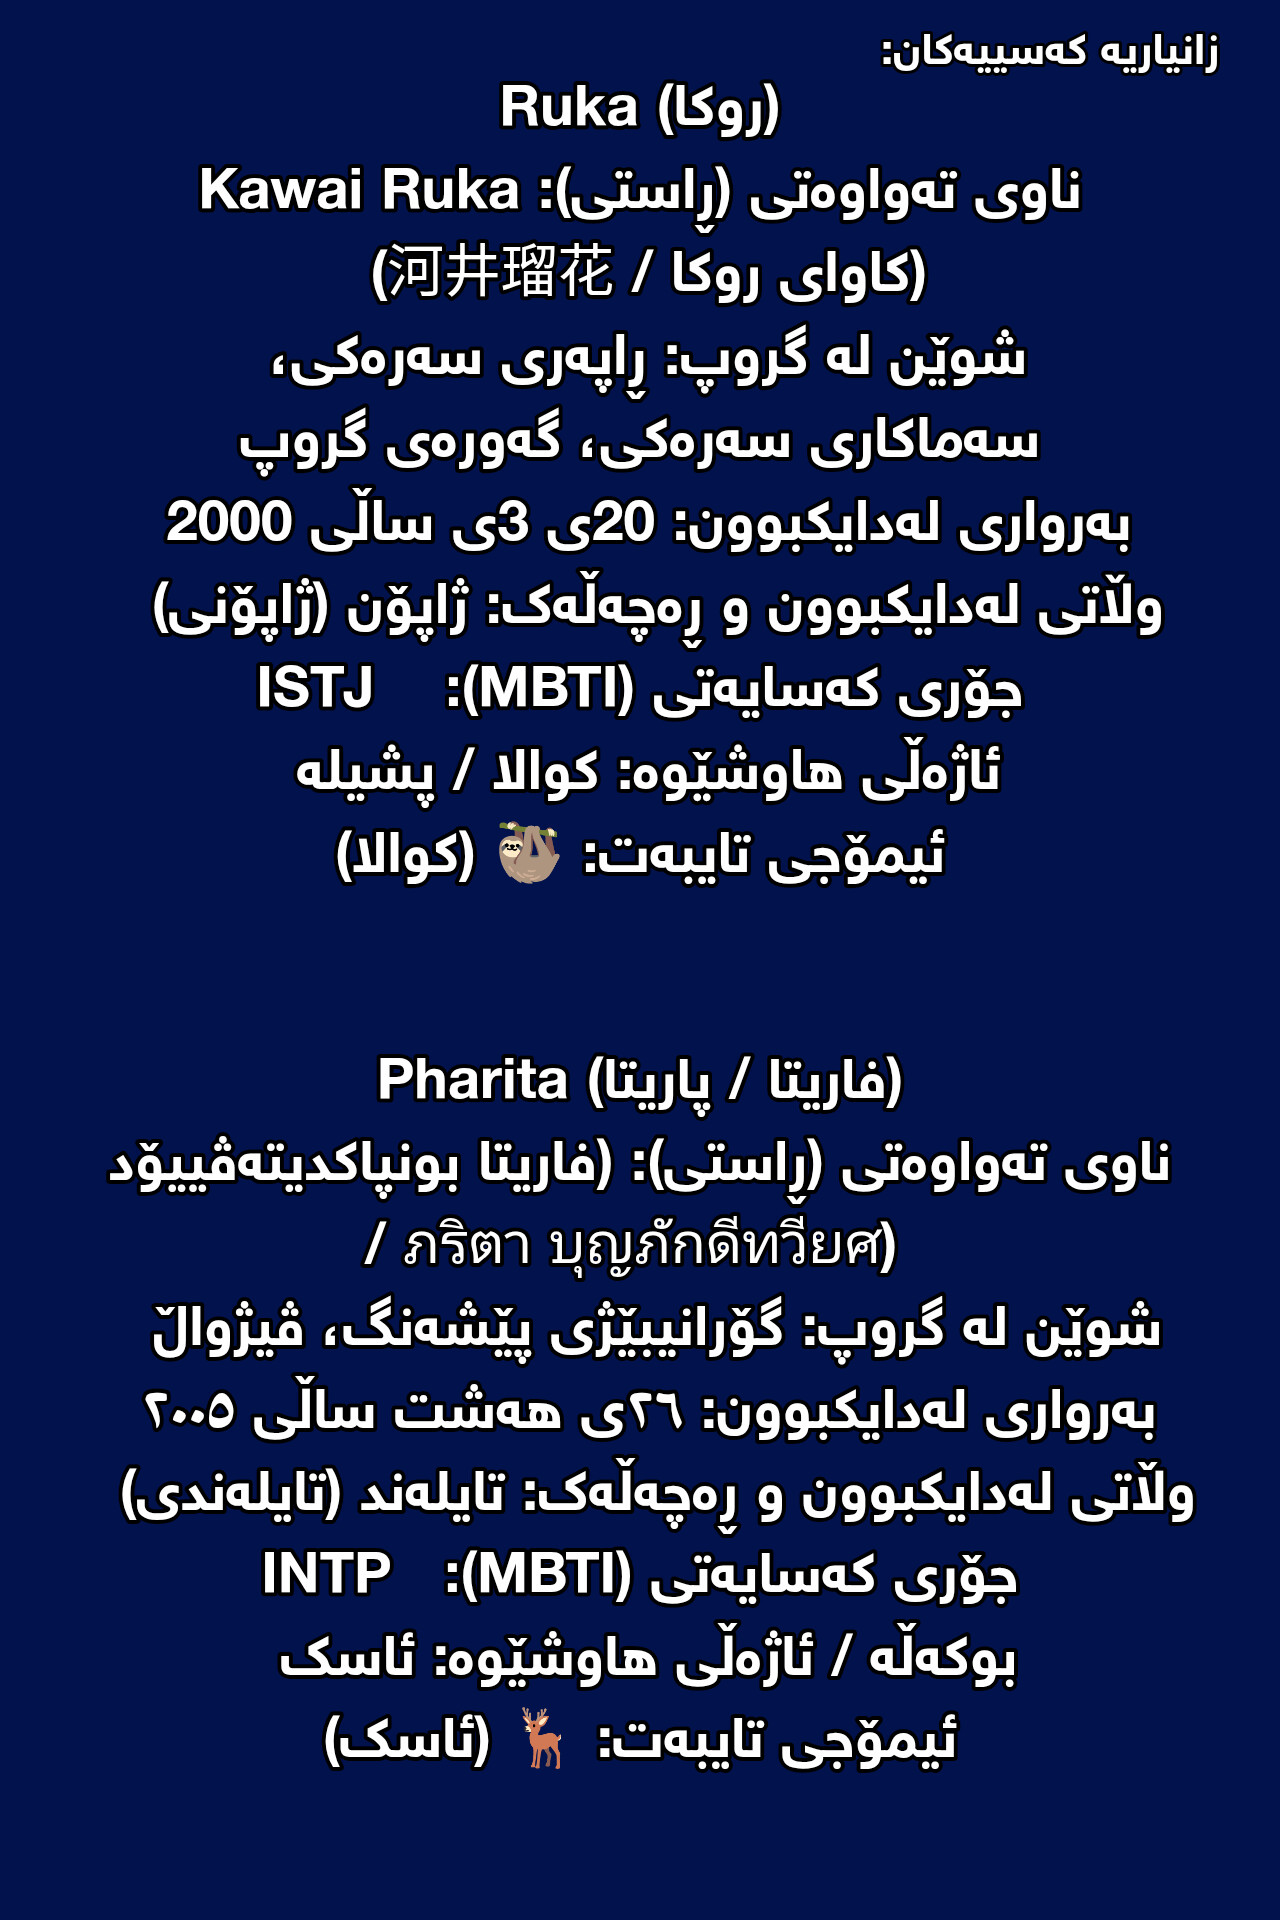 زانیاریە کەسییەکان:
Ruka (روکا)
ناوی تەواوەتی (ڕاستی): Kawai Ruka
(کاوای روکا / 河井瑠花)
شوێن لە گروپ: ڕاپەری سەرەکی،
سەماکاری سەرەکی، گەورەی گروپ
بەرواری لەدایکبوون: 20ی 3ی ساڵی 2000
وڵاتی لەدایکبوون و ڕەچەڵەک: ژاپۆن (ژاپۆنی)
جۆری کەسایەتی (MBTI): ISTJ
ئاژەڵی هاوشێوە: کوالا / پشیلە
ئیمۆجی تایبەت: 🦥 (کوالا)
Pharita (فاریتا / پاریتا)
ناوی تەواوەتی (ڕاستی): (فاریتا بونپاکدیتەڤییۆد
/ ภริตา บุญภักดีทวียศ)
شوێن لە گروپ: گۆرانیبێژی پێشەنگ، ڤیژواڵ
بەرواری لەدایکبوون: ٢٦ی هەشت ساڵی ٢٠٠٥
وڵاتی لەدایکبوون و ڕەچەڵەک: تایلەند (تایلەندی)
جۆری کەسایەتی (MBTI): INTP
بوکەڵە / ئاژەڵی هاوشێوە: ئاسک
ئیمۆجی تایبەت: 🦌 (ئاسک)